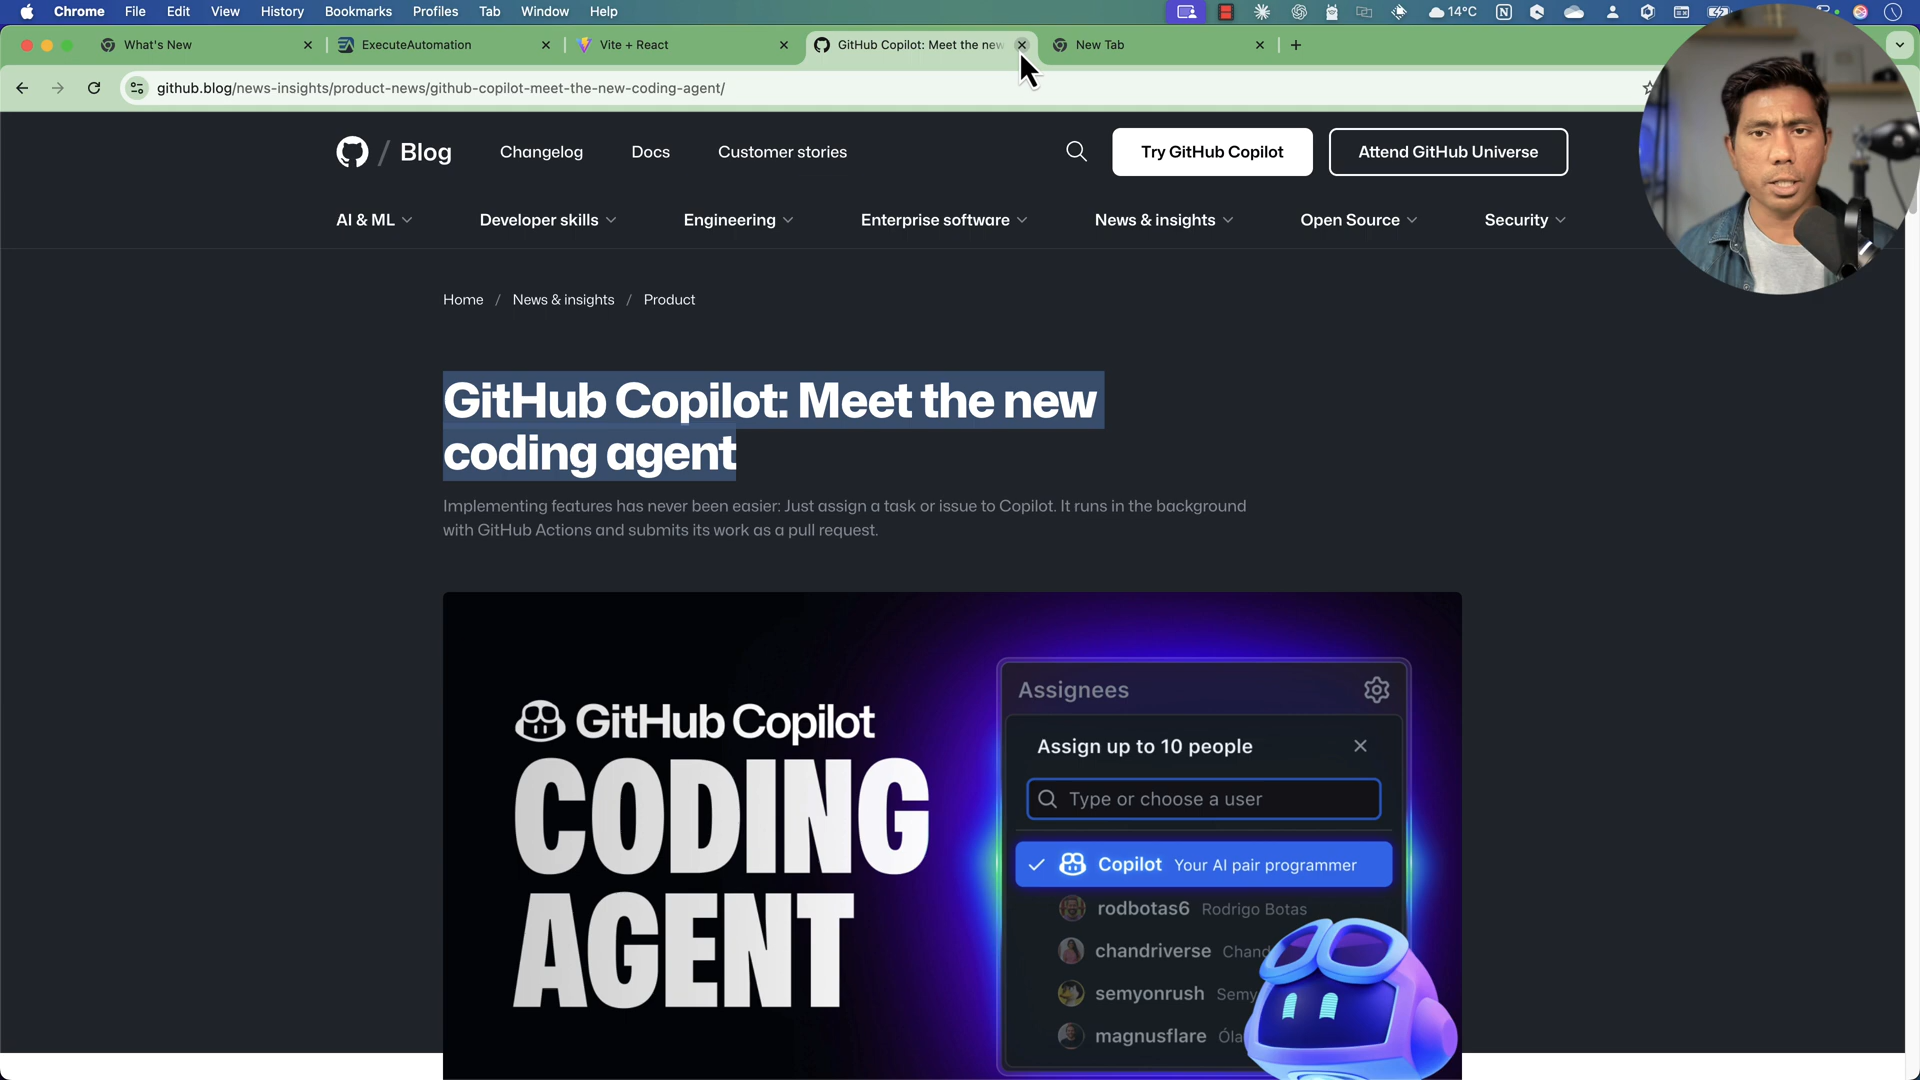 Chrome File Edit View History Bookmarks Profiles Tab Window Help 14°C
What's New
ExecuteAutomation
Vite + React
GitHub Copilot: Meet the new
New Tab
github.blog/news-insights/product-news/github-copilot-meet-the-new-coding-agent/
/ Blog Changelog Docs Customer stories Try GitHub Copilot Attend GitHub Universe
AI & ML Developer skills Engineering Enterprise software News & insights Open Source Security
Home / News & insights / Product
GitHub Copilot: Meet the new
coding agent
Implementing features has never been easier: Just assign a task or issue to Copilot. It runs in the background
with GitHub Actions and submits its work as a pull request.
GitHub Copilot
CODING
AGENT
Assignees
Assign up to 10 people
Type or choose a user
Copilot Your AI pair programmer
rodbotas6 Rodrigo Botas
chandriverse Chand
semyonrush Semy
magnusflare Óla